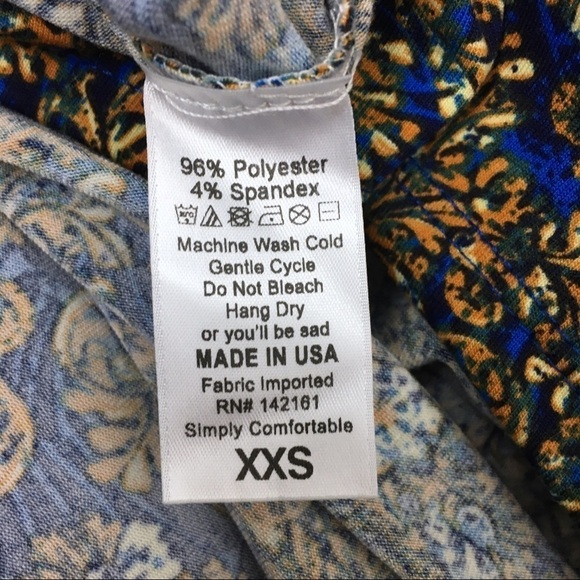 96% Polyester
4% Spandex
Machine Wash Cold
Gentle Cycle
Do Not Bleach
Hang Dry
or you'll be sad
MADE IN USA
Fabric Imported
RN# 142161
Simply Comfortable
XXS